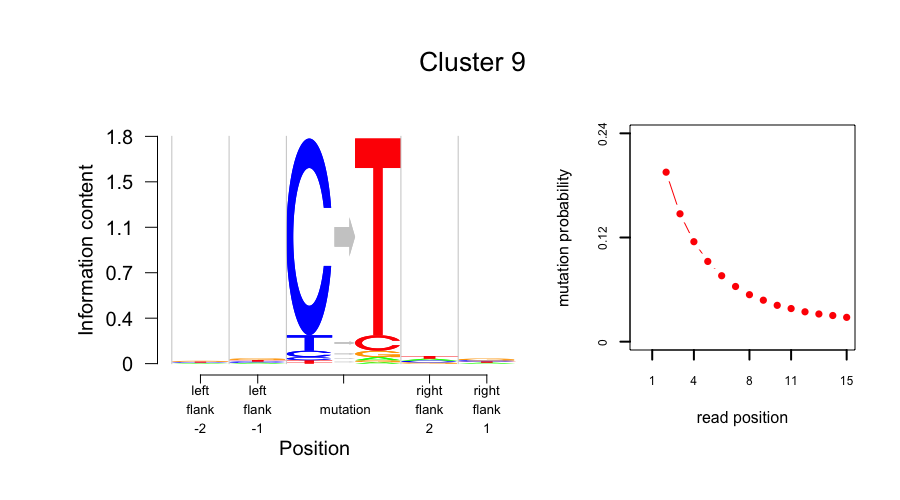 Cluster 9
Information content
1.8
1.5
1.1
0.7
0.4
0
C T
left flank -2
left flank -1
mutation
right flank 2
right flank 1
Position
mutation probability
0.24
0.12
0
1 4 8 11 15
read position